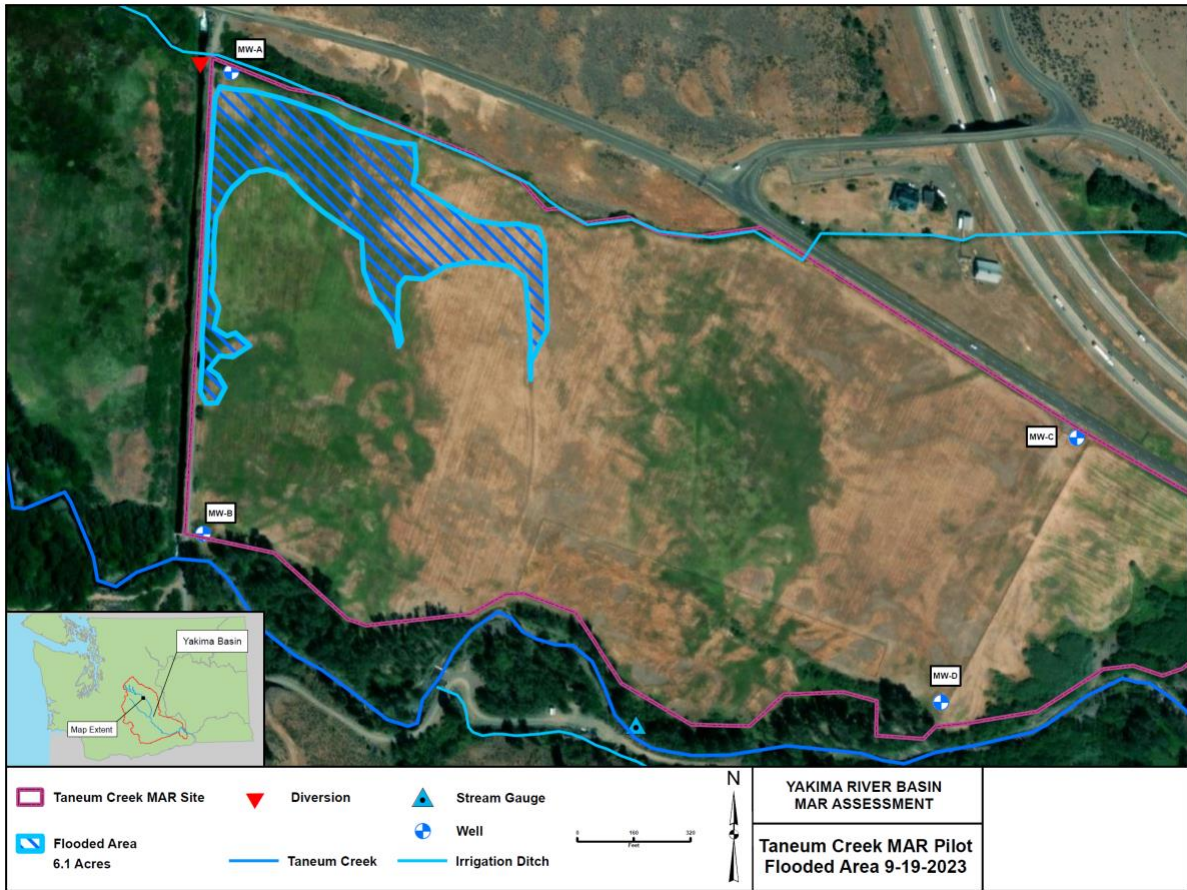 MW-A
MW-C
MW-B
MW-D
Yakima Basin
Map Extent
Taneum Creek MAR Site
Diversion
Stream Gauge
Well
Flooded Area
6.1 Acres
Taneum Creek
Irrigation Ditch
0 160 320
Feet
N
YAKIMA RIVER BASIN
MAR ASSESSMENT
Taneum Creek MAR Pilot
Flooded Area 9-19-2023